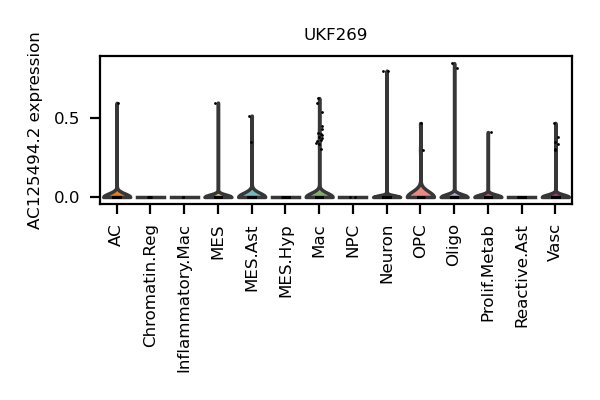 UKF269
AC125494.2 expression
0.5
0.0
AC
Chromatin.Reg
Inflammatory.Mac
MES
MES.Ast
MES.Hyp
Mac
NPC
Neuron
OPC
Oligo
Prolif.Metab
Reactive.Ast
Vasc